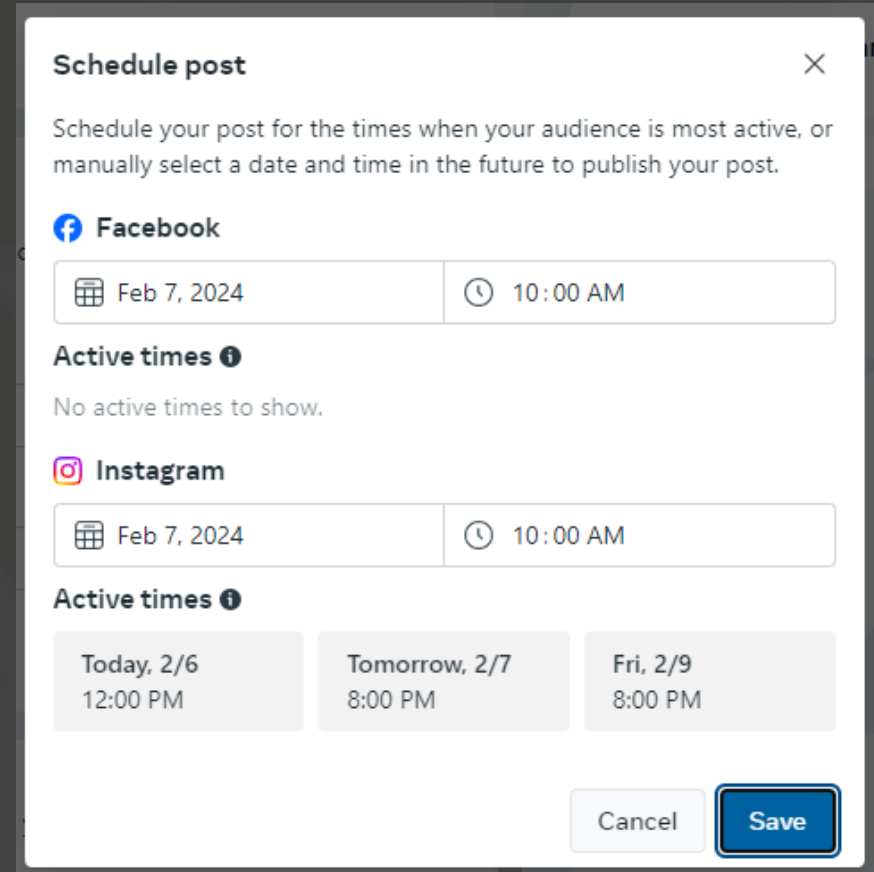 Schedule post
Schedule your post for the times when your audience is most active, or
manually select a date and time in the future to publish your post.
Facebook
Feb 7, 2024 10:00 AM
Active times
No active times to show.
Instagram
Feb 7, 2024 10:00 AM
Active times
Today, 2/6 Tomorrow, 2/7 Fri, 2/9
12:00 PM 8:00 PM 8:00 PM
Cancel Save